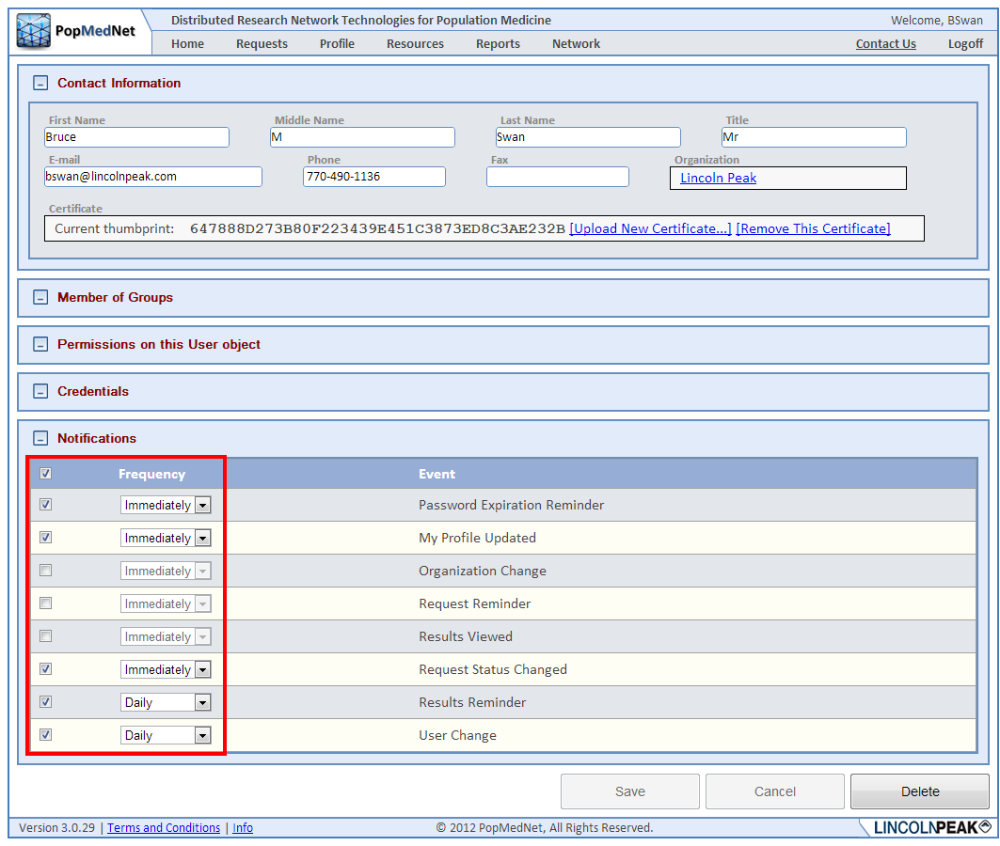 PopMedNet
Distributed Research Network Technologies for Population Medicine
Welcome, BSwan
Home Requests Profile Resources Reports Network Contact Us Logoff
Contact Information
First Name Middle Name Last Name Title
Bruce M Swan Mr
E-mail Phone Fax Organization
bswan@lincolnpeak.com 770-490-1136 Lincoln Peak
Certificate
Current thumbprint: 647888D273B80F223439E451C3873ED8C3AE232B [Upload New Certificate...] [Remove This Certificate]
Member of Groups
Permissions on this User object
Credentials
Notifications
Frequency Event
Immediately Password Expiration Reminder
Immediately My Profile Updated
Immediately Organization Change
Immediately Request Reminder
Immediately Results Viewed
Immediately Request Status Changed
Daily Results Reminder
Daily User Change
Save Cancel Delete
Version 3.0.29 | Terms and Conditions | Info © 2012 PopMedNet, All Rights Reserved. LINCOLNPEAK